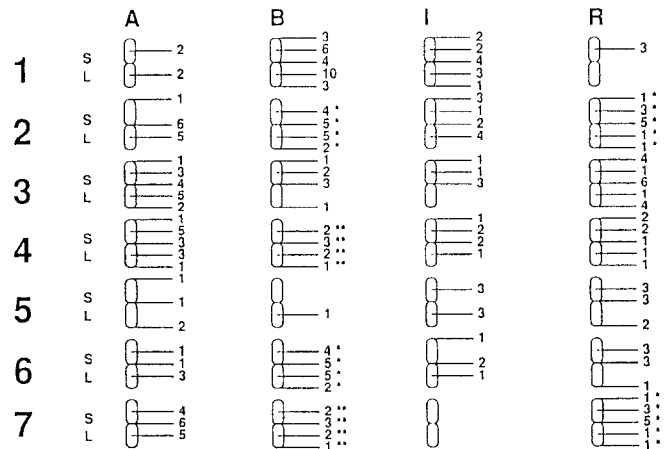 A B I R
3 2
S 2 6 2 3
1 4 4
L 2 10 3
3 1
1 3 1 *
S 4 * 1 3 *
2 6 5 * 2 5 *
L 5 5 * 4 1 *
2 * 1 *
1 1 1 4
S 3 2 1 1
3 4 3 3 6
L 5 1
2 1 4
1 1 2
S 5 2 ** 2 2
4 3 3 ** 2 1
L 3 2 ** 1 1
1 1 ** 1
1
S 3 3
5 1 3
L 1 3
2 2
1
S 1 4 * 3
6 1 5 * 2 3
L 3 5 * 1
2 * 1
1 *
S 4 2 ** 3 *
7 6 3 ** 5 *
L 5 2 ** 1 *
1 ** 1 *